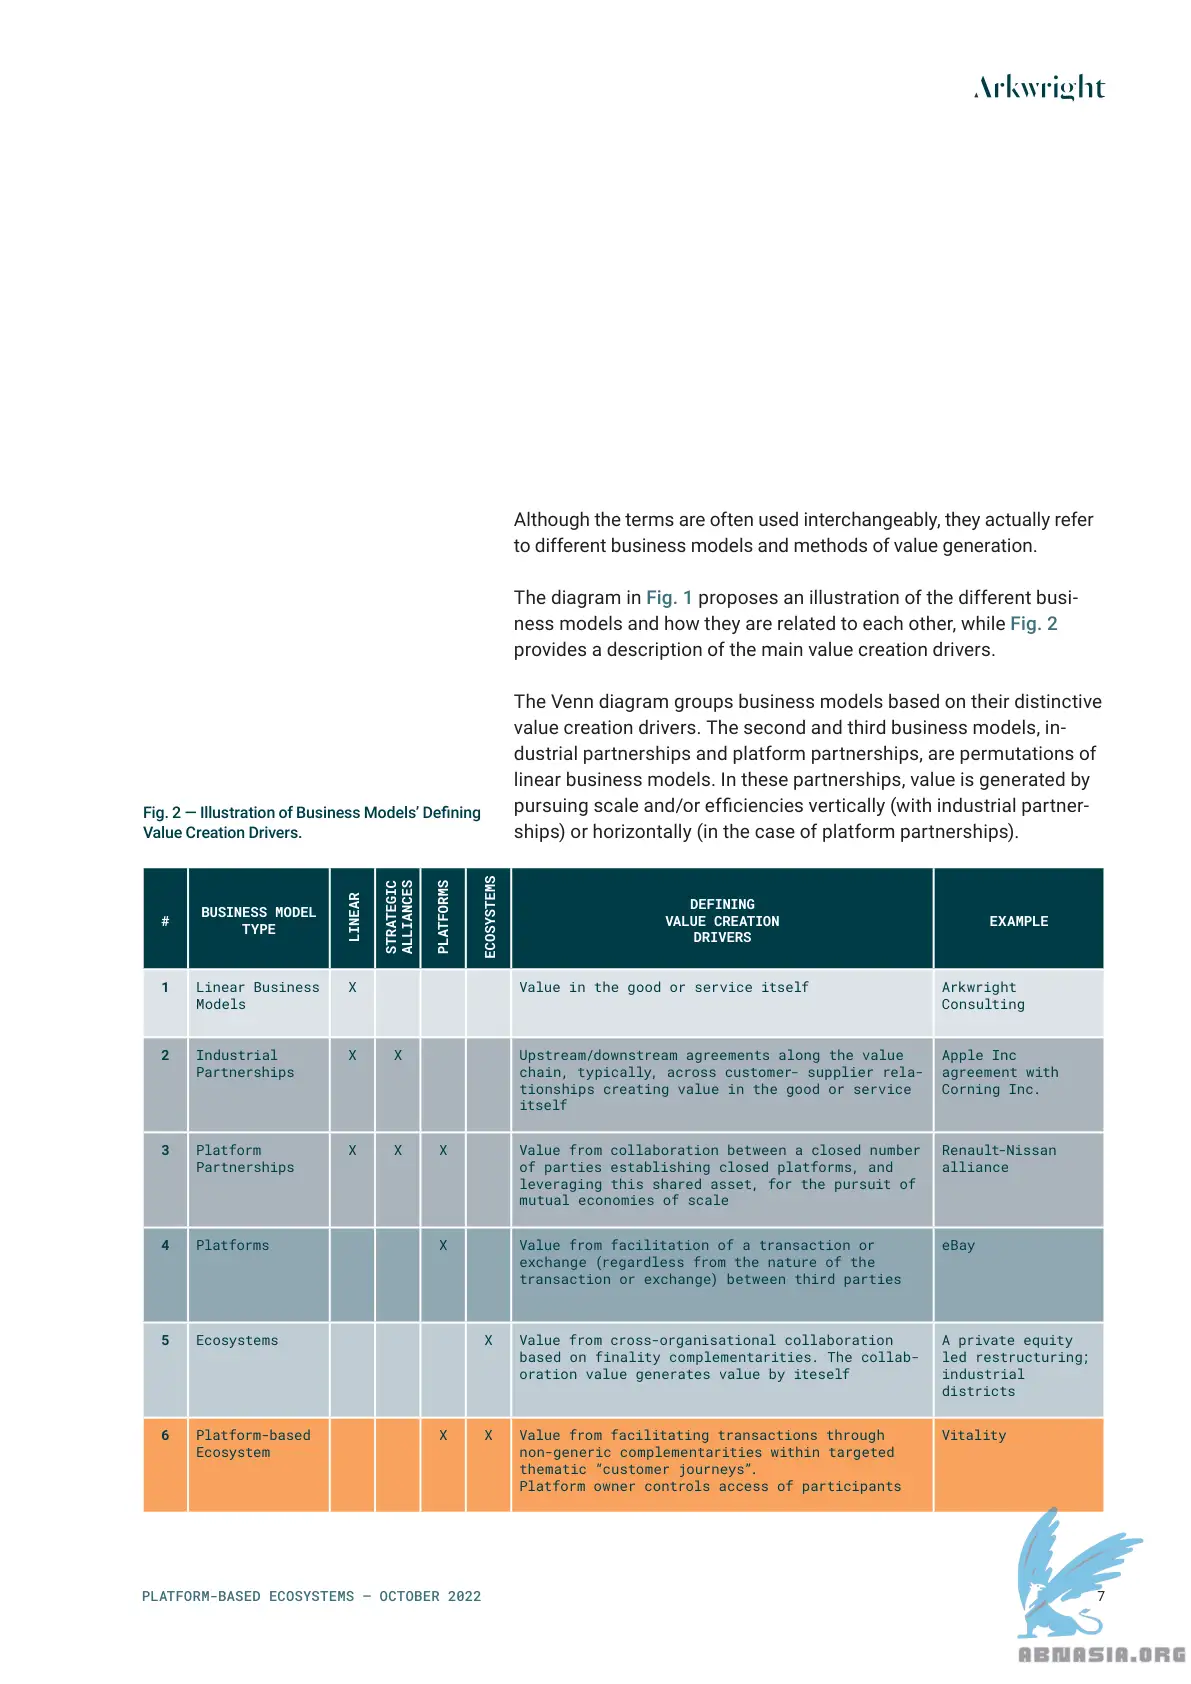 Arkwright
Although the terms are often used interchangeably, they actually refer
to different business models and methods of value generation.
The diagram in Fig. 1 proposes an illustration of the different busi-
ness models and how they are related to each other, while Fig. 2
provides a description of the main value creation drivers.
The Venn diagram groups business models based on their distinctive
value creation drivers. The second and third business models, in-
dustrial partnerships and platform partnerships, are permutations of
linear business models. In these partnerships, value is generated by
pursuing scale and/or efficiencies vertically (with industrial partner-
ships) or horizontally (in the case of platform partnerships).
Fig. 2 — Illustration of Business Models’ Defining
Value Creation Drivers.
#
BUSINESS MODEL
TYPE
LINEAR
STRATEGIC
ALLIANCES
PLATFORMS
ECOSYSTEMS
DEFINING
VALUE CREATION
DRIVERS
EXAMPLE
1
Linear Business
Models
X
Value in the good or service itself
Arkwright
Consulting
2
Industrial
Partnerships
X
X
Upstream/downstream agreements along the value
chain, typically, across customer- supplier rela-
tionships creating value in the good or service
itself
Apple Inc
agreement with
Corning Inc.
3
Platform
Partnerships
X
X
X
Value from collaboration between a closed number
of parties establishing closed platforms, and
leveraging this shared asset, for the pursuit of
mutual economies of scale
Renault-Nissan
alliance
4
Platforms
X
Value from facilitation of a transaction or
exchange (regardless from the nature of the
transaction or exchange) between third parties
eBay
5
Ecosystems
X
Value from cross-organisational collaboration
based on finality complementarities. The collab-
oration value generates value by iteself
A private equity
led restructuring;
industrial
districts
6
Platform-based
Ecosystem
X
X
Value from facilitating transactions through
non-generic complementarities within targeted
thematic “customer journeys”.
Platform owner controls access of participants
Vitality
PLATFORM-BASED ECOSYSTEMS — OCTOBER 2022
7
ABNASIA.ORG